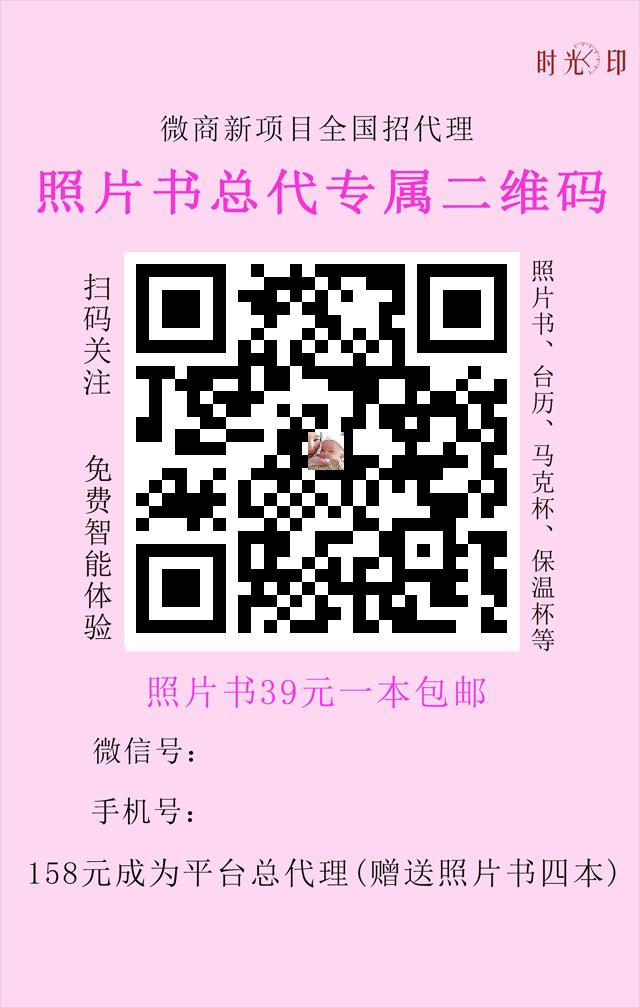 时光印
微商新项目全国招代理
照片书总代专属二维码
扫码关注 免费智能体验
照片书、台历、马克杯、保温杯等
照片书39元一本包邮
微信号：
手机号：
158元成为平台总代理(赠送照片书四本)